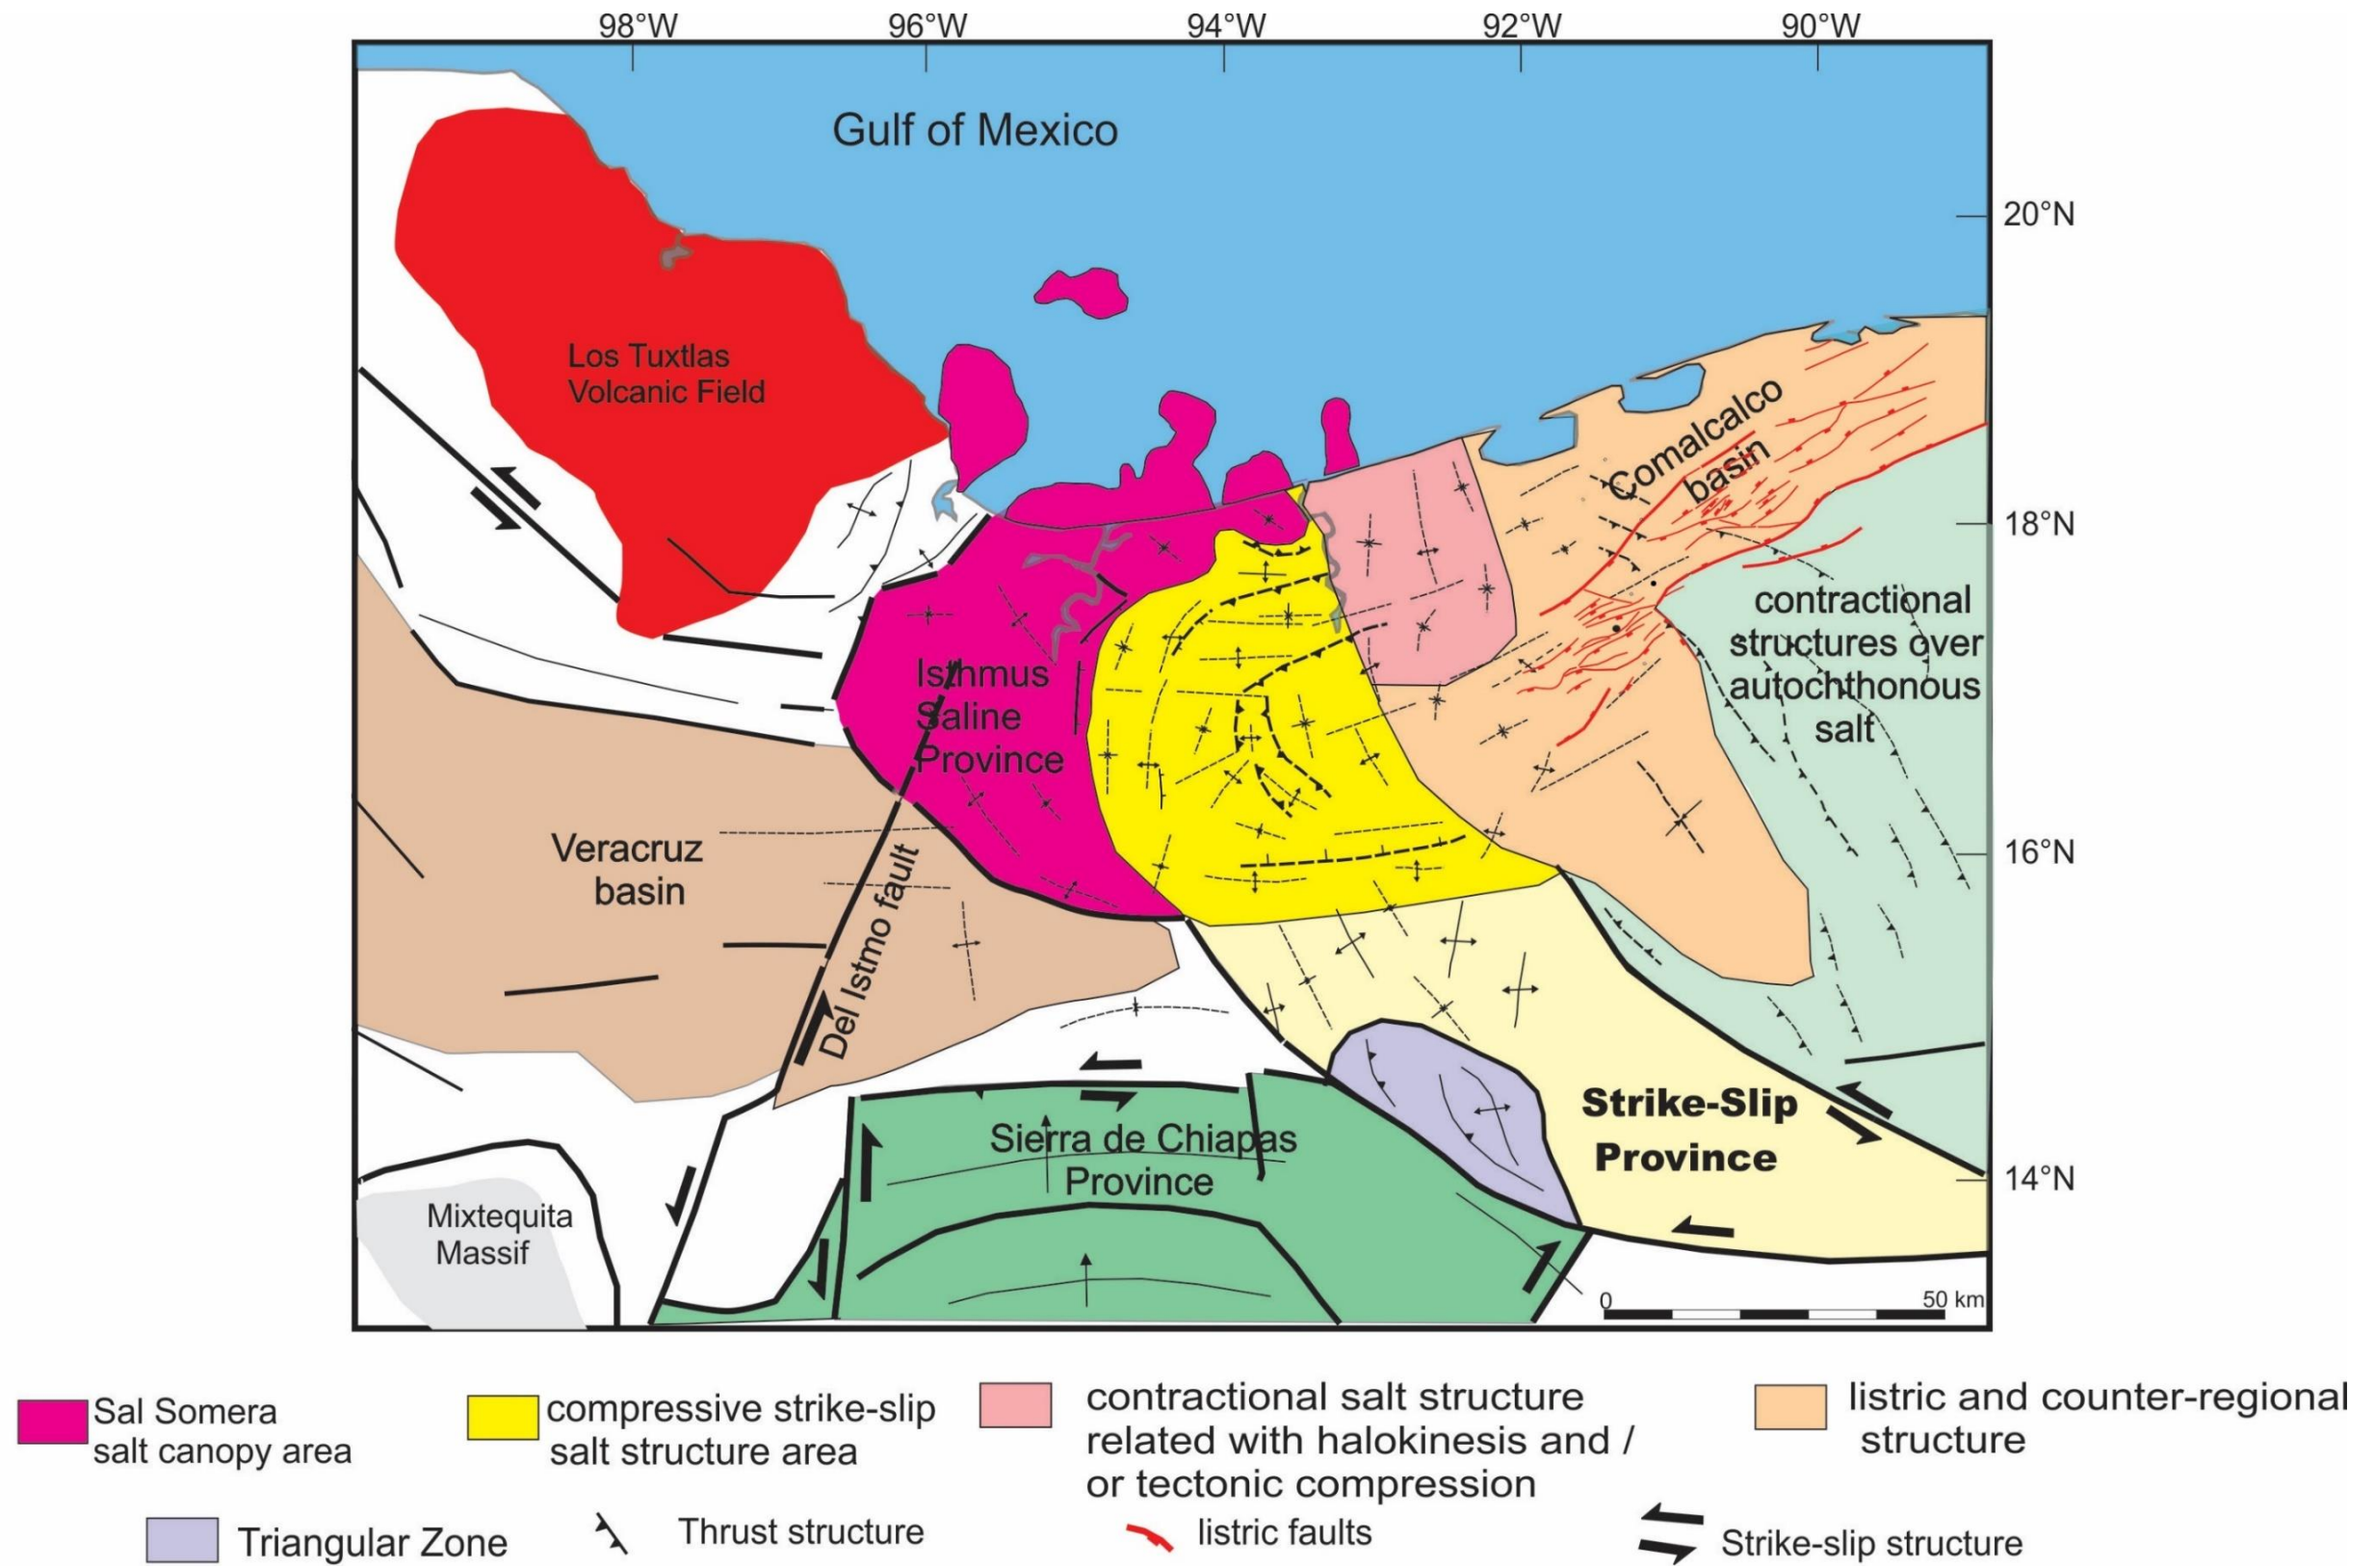 98°W 96°W 94°W 92°W 90°W
Gulf of Mexico
20°N
Los Tuxtlas
Volcanic Field
Comalcalco
basin
18°N
contractional
structures over
autochthonous
salt
Isthmus
Saline
Province
Veracruz
basin
16°N
Del Istmo fault
Strike-Slip
Province
Sierra de Chiapas
Province
14°N
Mixtequita
Massif
0 50 km
Sal Somera
salt canopy area
compressive strike-slip
salt structure area
contractional salt structure
related with halokinesis and /
or tectonic compression
listric and counter-regional
structure
Triangular Zone
Thrust structure
listric faults
Strike-slip structure